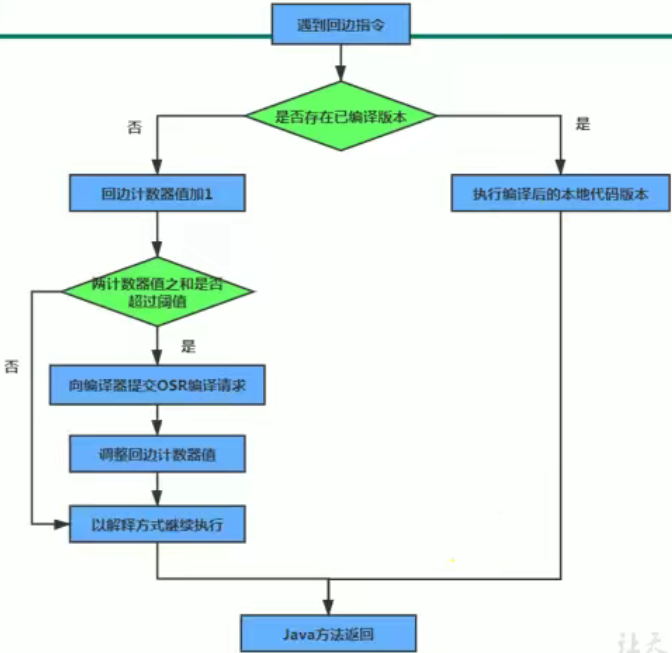 遇到回边指令
是否存在已编译版本
否
是
回边计数器值加1
执行编译后的本地代码版本
两计数器值之和是否
超过阈值
是
否
向编译器提交OSR编译请求
调整回边计数器值
以解释方式继续执行
Java方法返回
让天